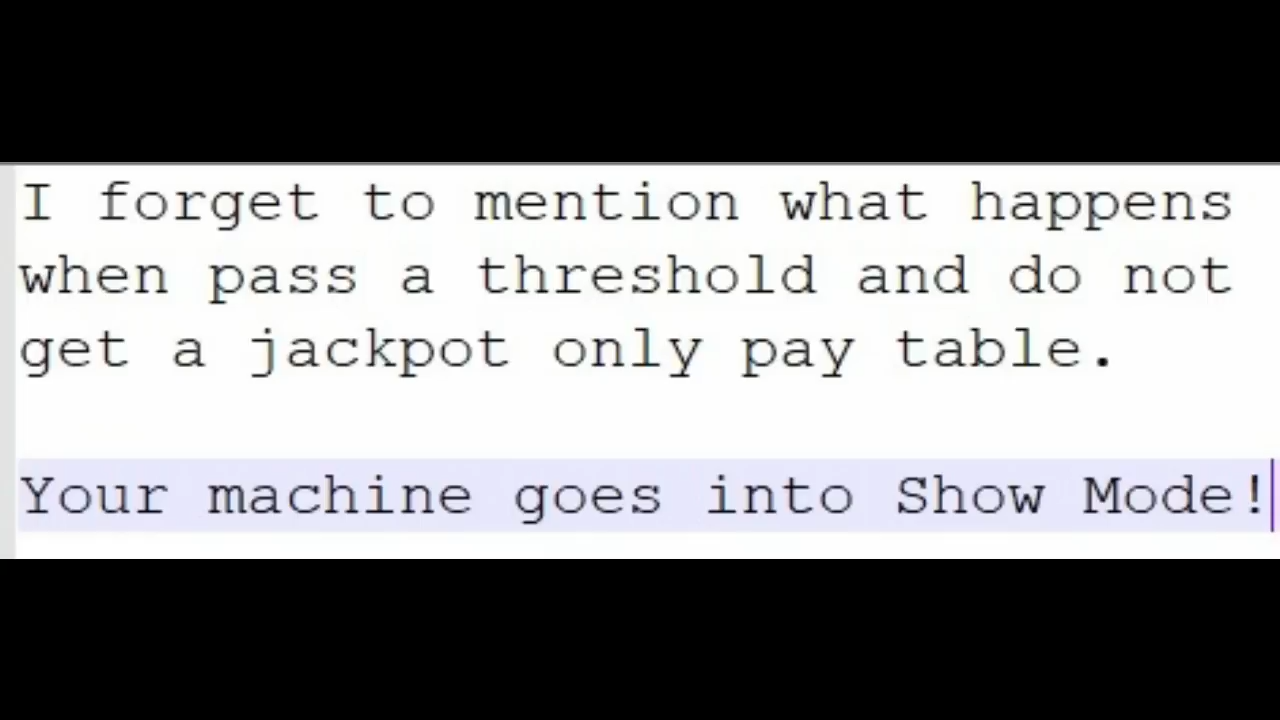 I forget to mention what happens
when pass a threshold and do not
get a jackpot only pay table.
Your machine goes into Show Mode!